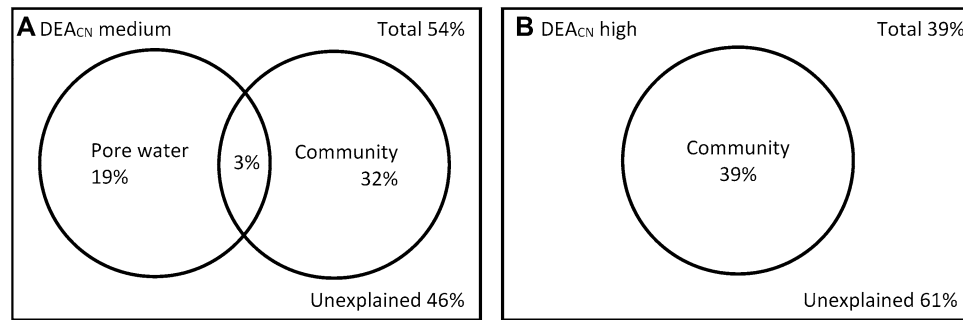 A DEACN medium
Total 54%
Pore water
19%
3%
Community
32%
Unexplained 46%
B DEACN high
Total 39%
Community
39%
Unexplained 61%